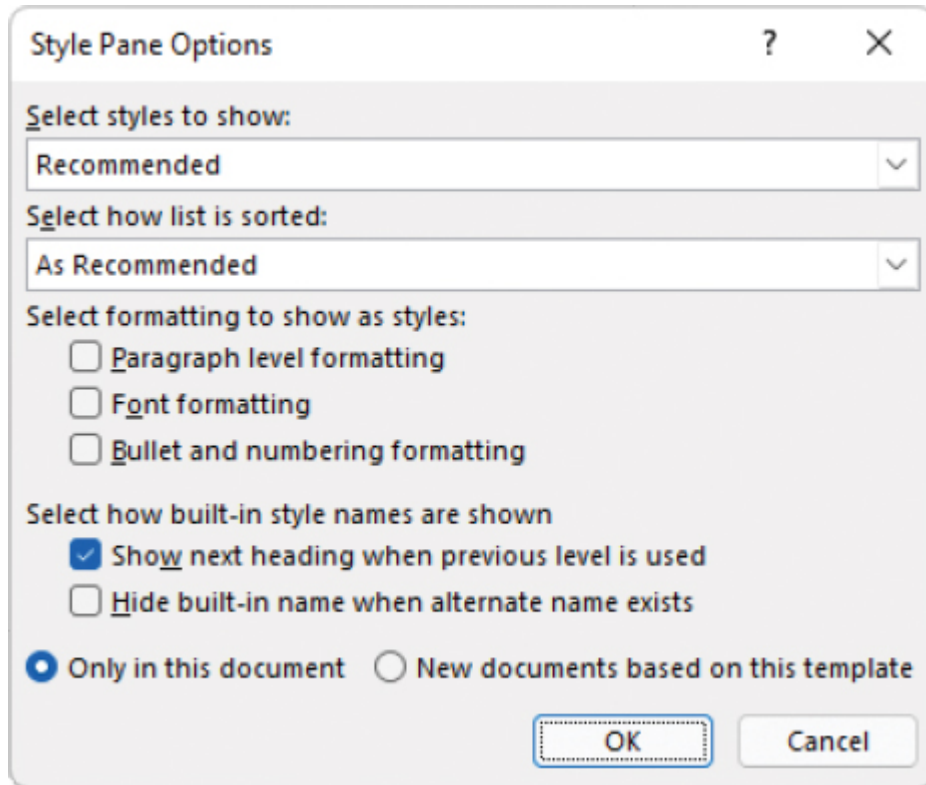 Style Pane Options ?
Select styles to show:
Recommended
Select how list is sorted:
As Recommended
Select formatting to show as styles:
Paragraph level formatting
Font formatting
Bullet and numbering formatting
Select how built-in style names are shown
Show next heading when previous level is used
Hide built-in name when alternate name exists
Only in this document New documents based on this template
OK Cancel